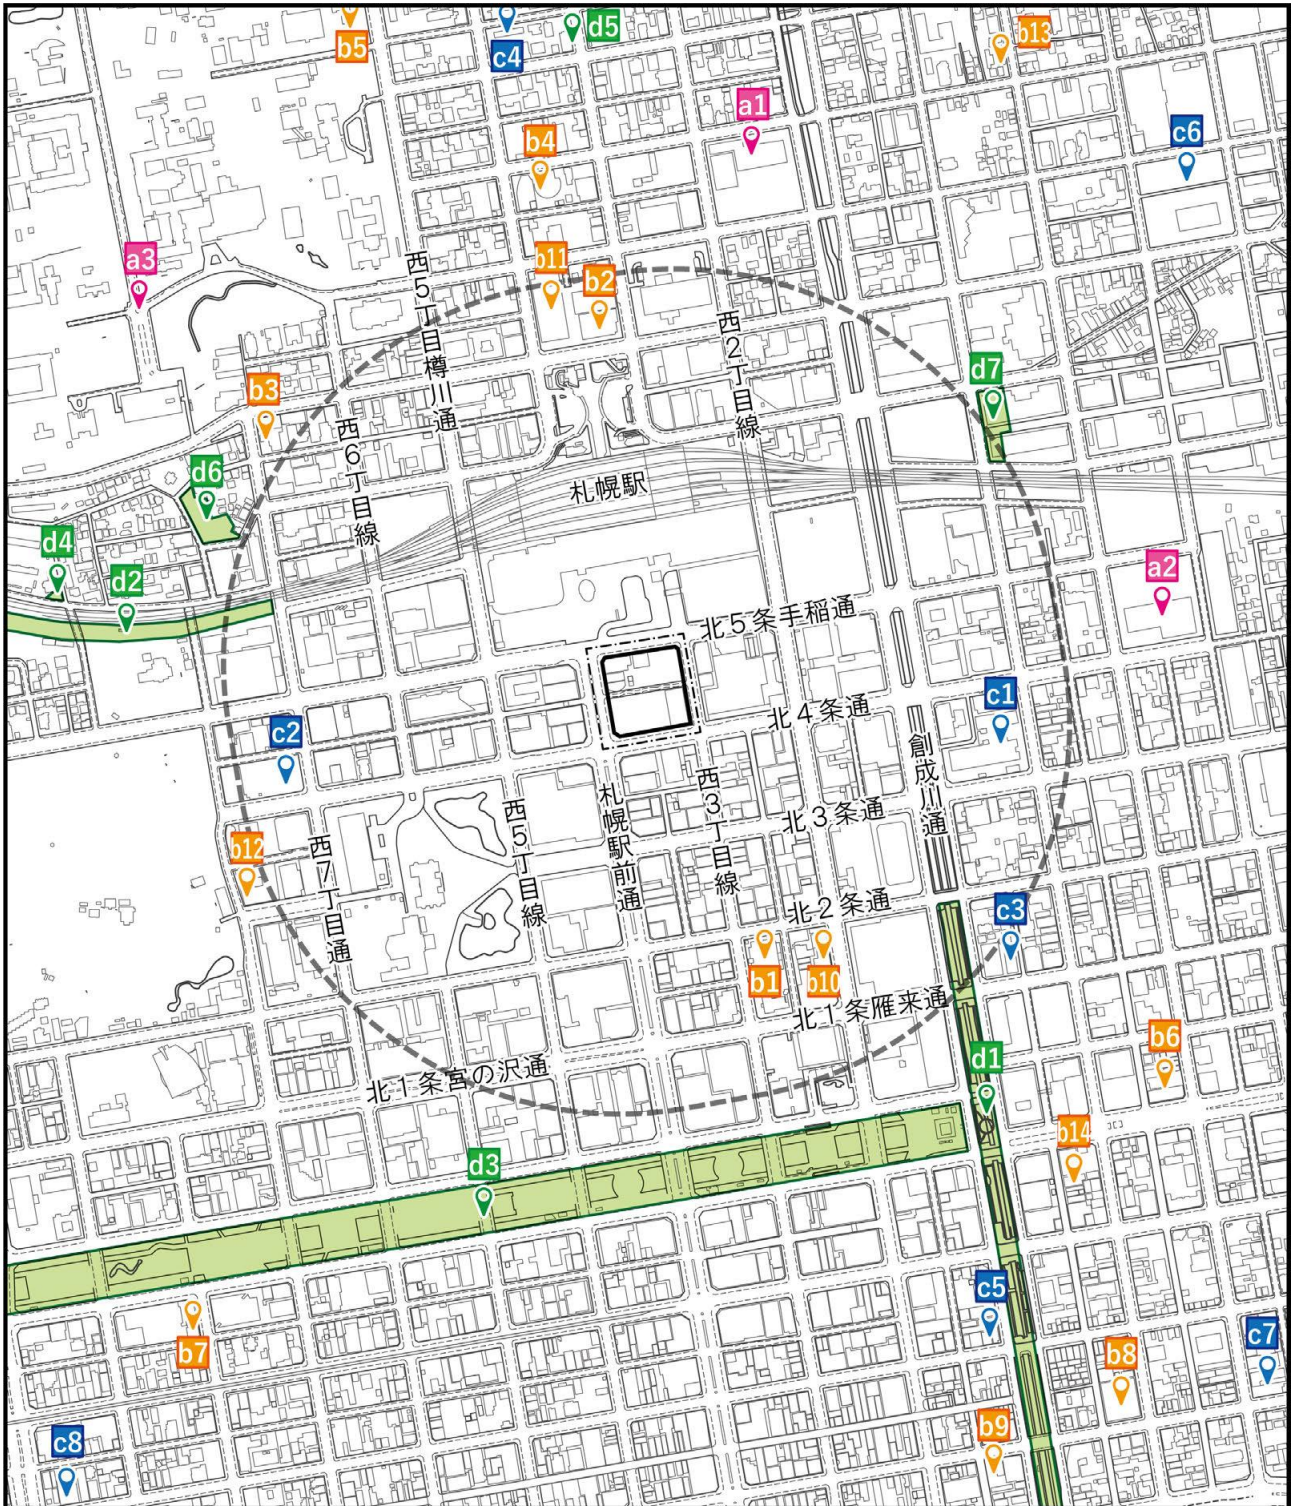 b5
c4
d5
b13
a1
b4
c6
a3
b11
b2
西5丁目樽川通
西2丁目線
d7
b3
西6丁目線
d6
札幌駅
d4
d2
a2
北5条手稲通
c1
c2
北4条通
創成川通
西3丁目線
札幌駅前通
西5丁目線
北3条通
b12
西7丁目通
北2条通
c3
b1
b10
北1条雁来通
d1
b6
北1条宮の沢通
b14
d3
c5
b7
b8
c7
b9
c8